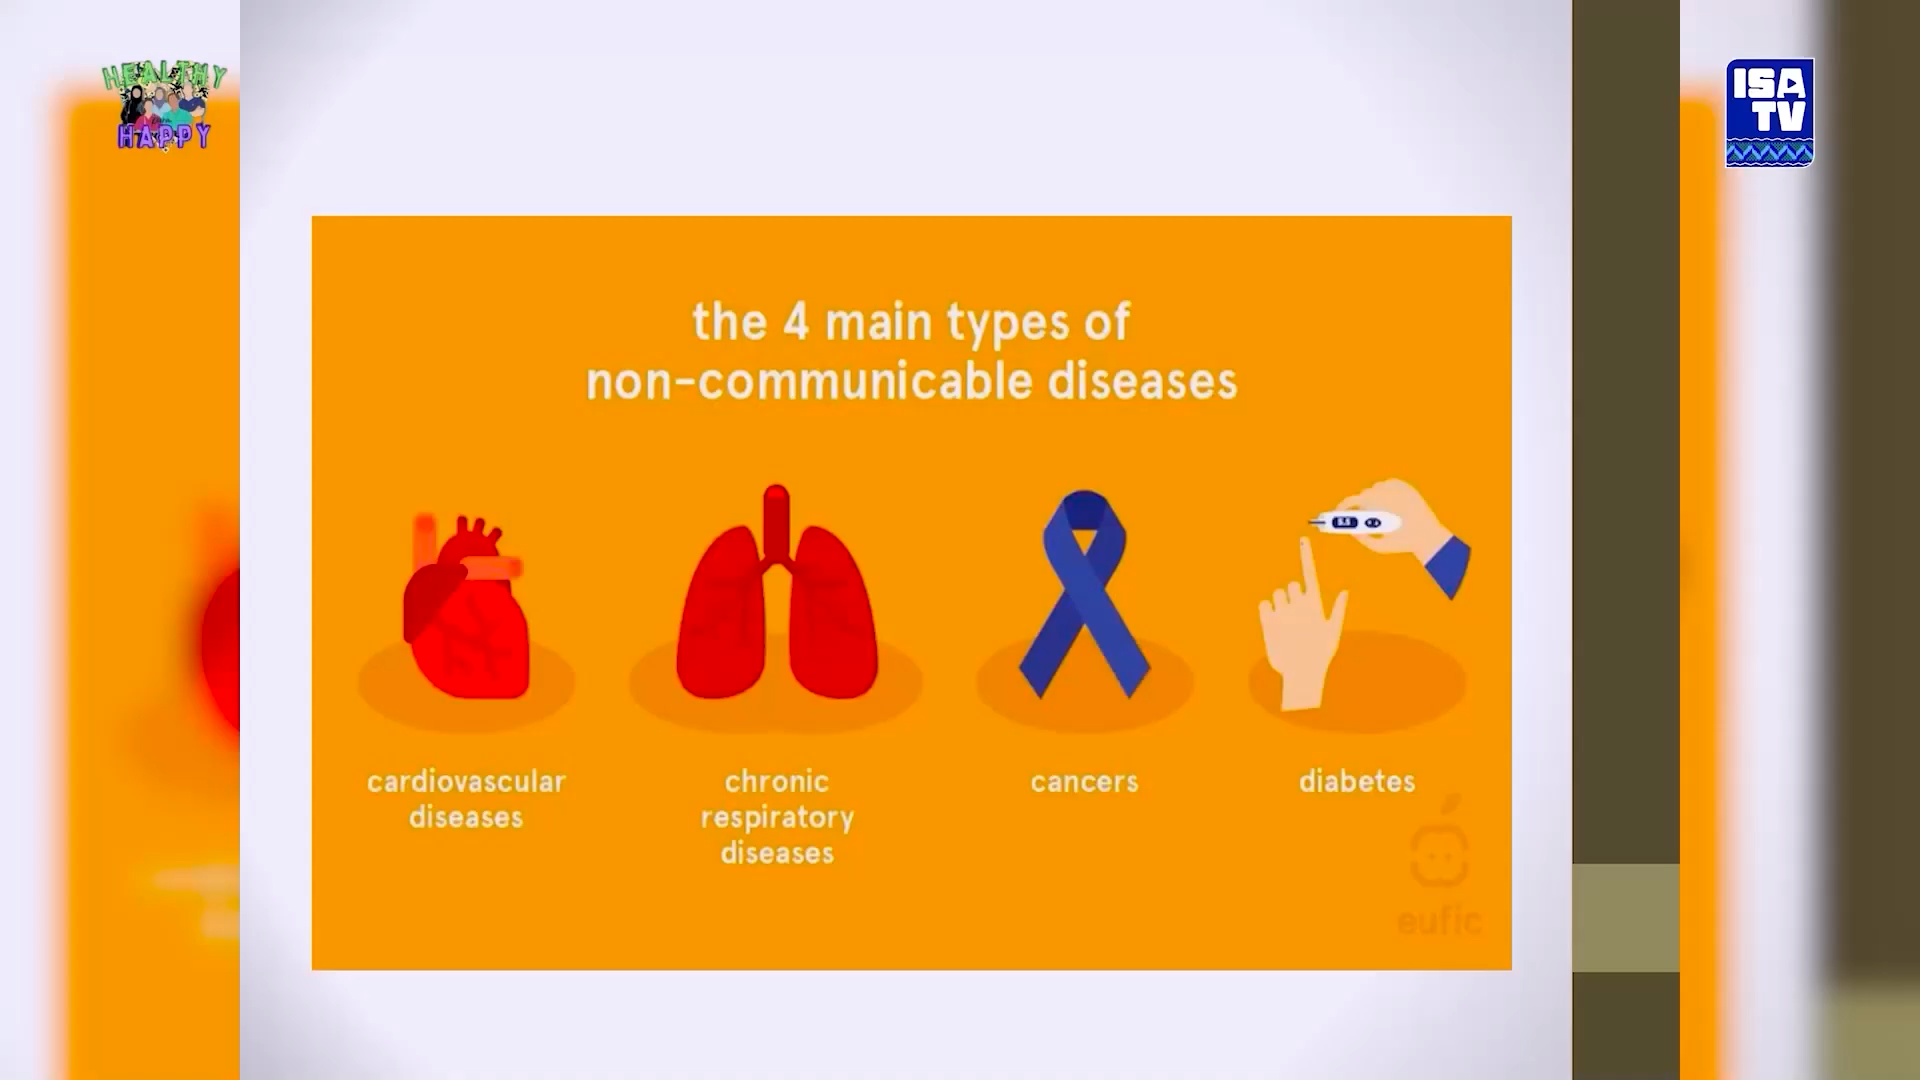 HEALTHY
HAPPY
ISA
TV
the 4 main types of
non-communicable diseases
cardiovascular
diseases
chronic
respiratory
diseases
cancers
diabetes
eufic